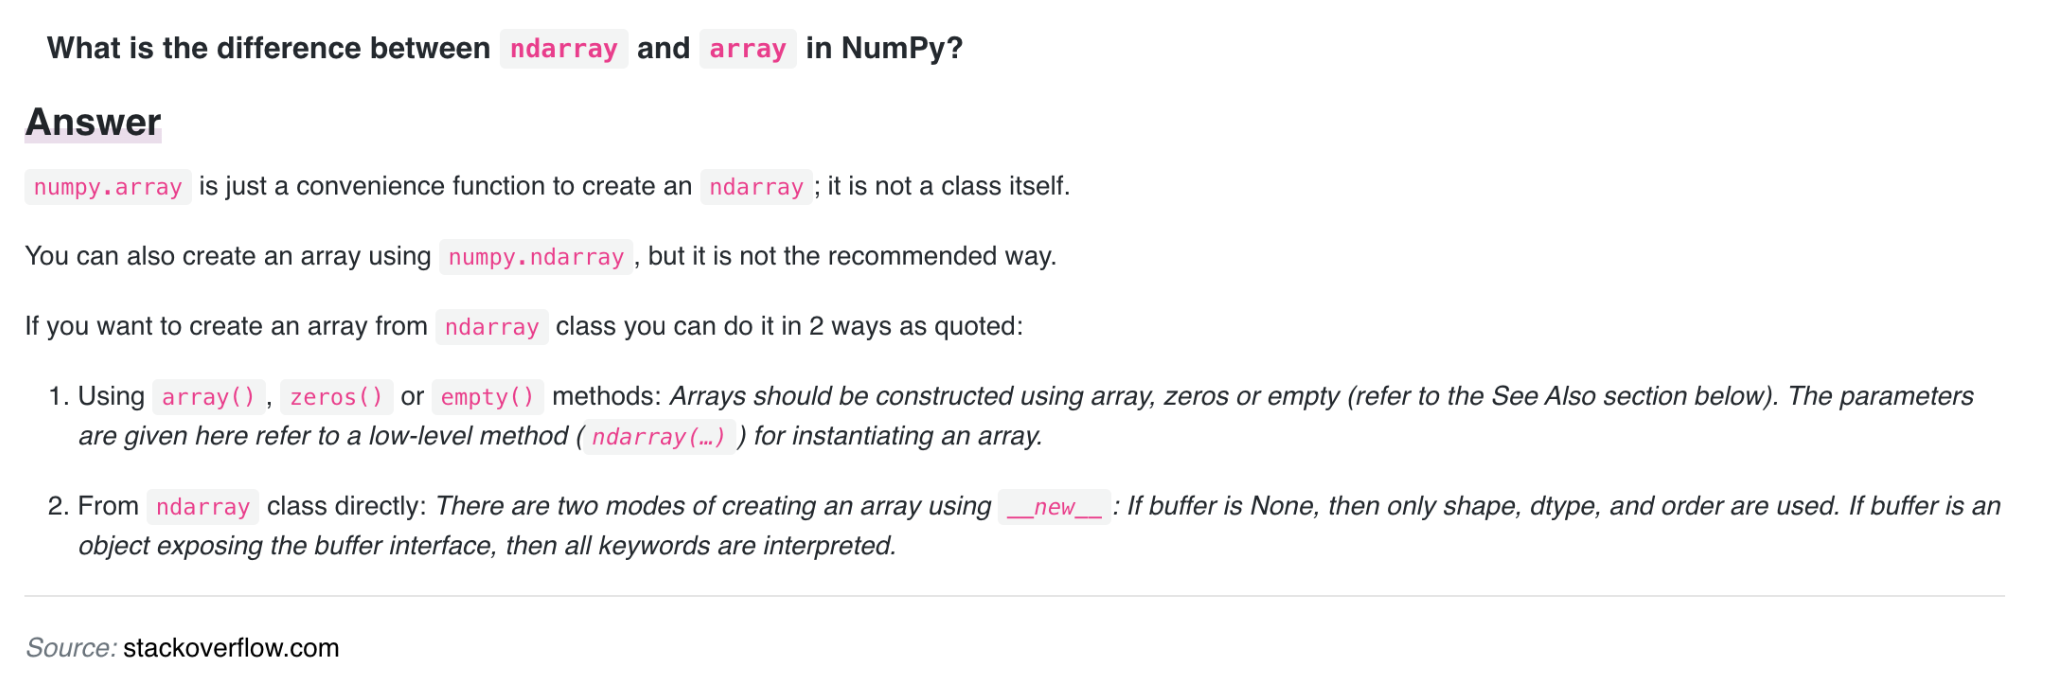 What is the difference between ndarray and array in NumPy?
Answer
numpy.array is just a convenience function to create an ndarray; it is not a class itself.
You can also create an array using numpy.ndarray, but it is not the recommended way.
If you want to create an array from ndarray class you can do it in 2 ways as quoted:
1. Using array(), zeros() or empty() methods: Arrays should be constructed using array, zeros or empty (refer to the See Also section below). The parameters
are given here refer to a low-level method (ndarray(…)) for instantiating an array.
2. From ndarray class directly: There are two modes of creating an array using __new__: If buffer is None, then only shape, dtype, and order are used. If buffer is an
object exposing the buffer interface, then all keywords are interpreted.
Source: stackoverflow.com